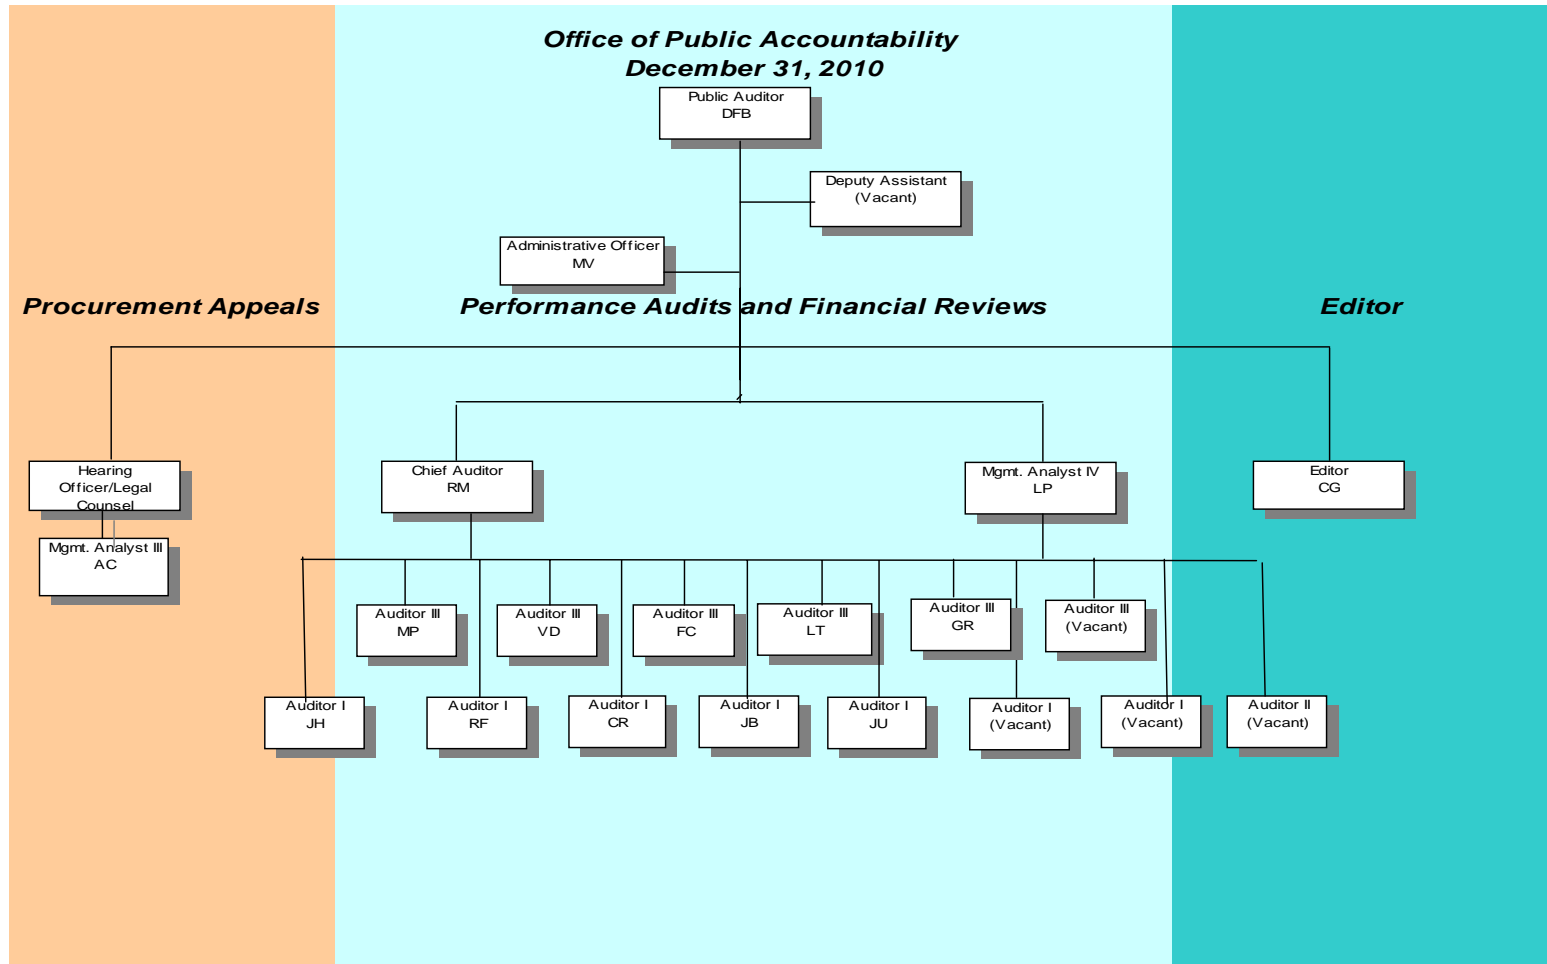 Office of Public Accountability
December 31, 2010
Public Auditor
DFB
Deputy Assistant
(Vacant)
Administrative Officer
MV
Procurement Appeals
Performance Audits and Financial Reviews
Editor
Hearing
Officer/Legal
Counsel
Chief Auditor
RM
Mgmt. Analyst IV
LP
Editor
CG
Mgmt. Analyst III
AC
Auditor III
MP
Auditor III
VD
Auditor III
FC
Auditor III
LT
Auditor III
GR
Auditor III
(Vacant)
Auditor I
JH
Auditor I
RF
Auditor I
CR
Auditor I
JB
Auditor I
JU
Auditor I
(Vacant)
Auditor I
(Vacant)
Auditor II
(Vacant)